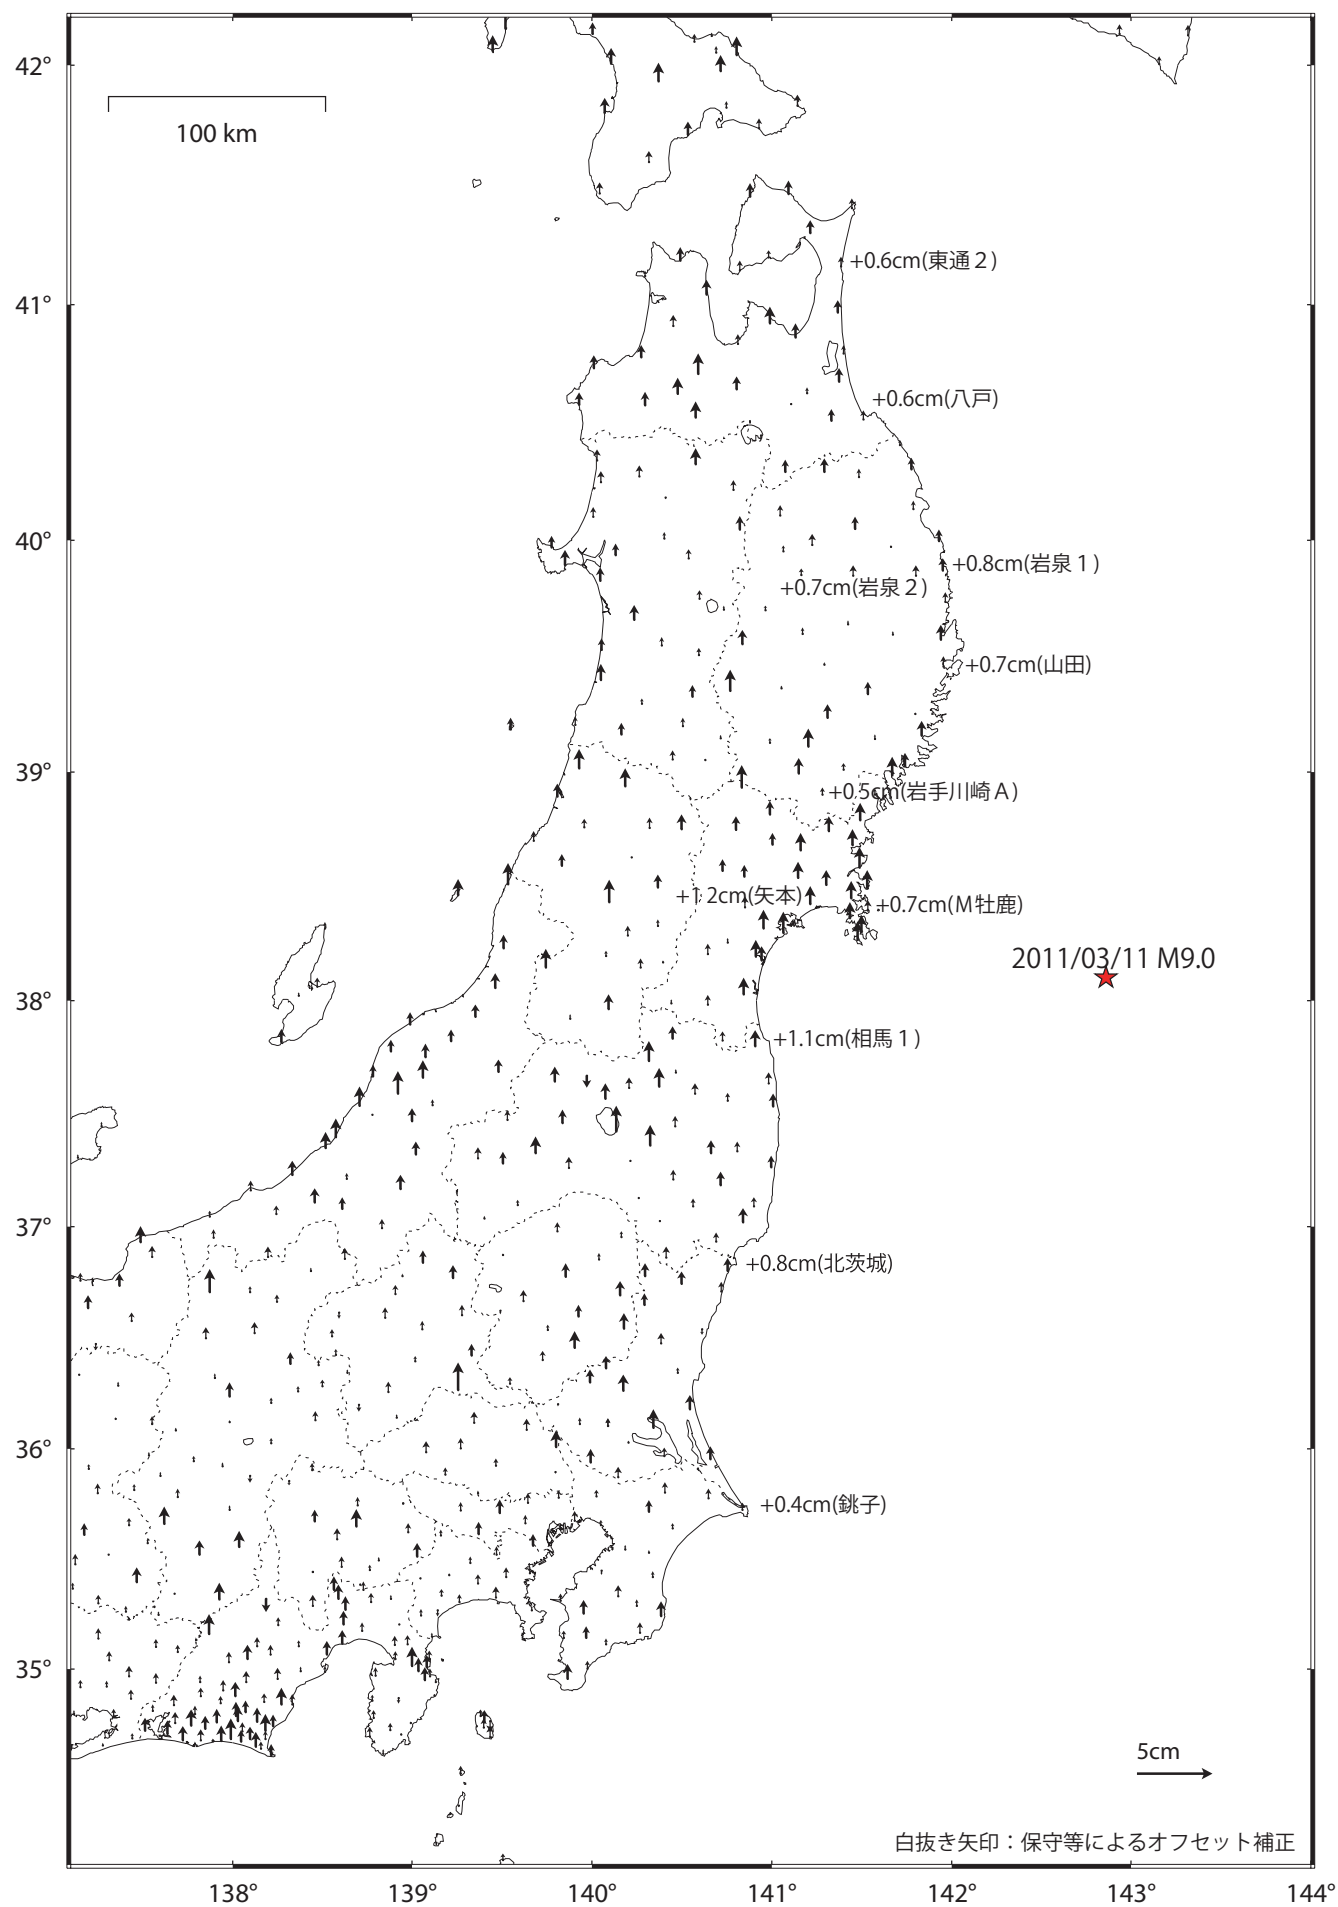 42°
100 km
+0.6cm(東通２)
41°
+0.6cm(八戸)
40°
+0.8cm(岩泉１)
+0.7cm(岩泉２)
+0.7cm(山田)
39°
+0.5cm(岩手川崎Ａ)
+1.2cm(矢本)
+0.7cm(Ｍ牡鹿)
2011/03/11 M9.0
38°
+1.1cm(相馬１)
37°
+0.8cm(北茨城)
36°
+0.4cm(銚子)
35°
5cm
白抜き矢印：保守等によるオフセット補正
138° 139° 140° 141° 142° 143° 144°